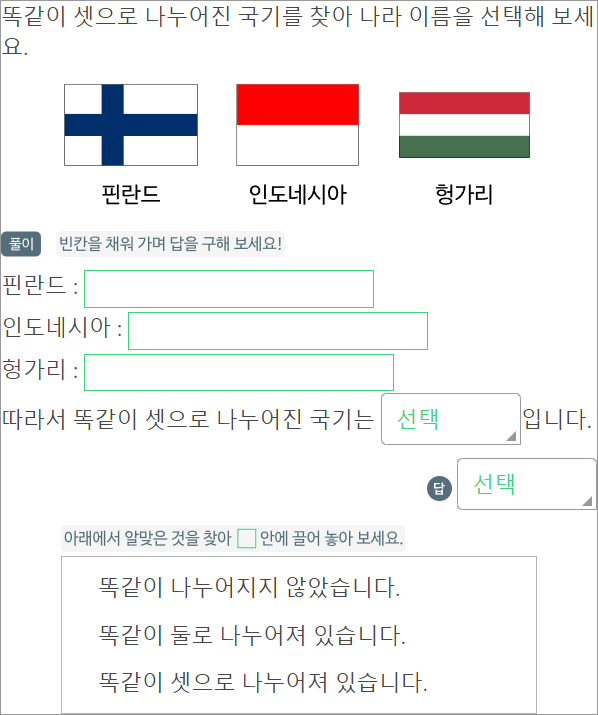 똑같이 셋으로 나누어진 국기를 찾아 나라 이름을 선택해 보세
요.
핀란드 인도네시아 헝가리
풀이 빈칸을 채워 가며 답을 구해 보세요!
핀란드 :
인도네시아 :
헝가리 :
따라서 똑같이 셋으로 나누어진 국기는 선택 입니다.
답 선택
아래에서 알맞은 것을 찾아 안에 끌어 놓아 보세요.
똑같이 나누어지지 않았습니다.
똑같이 둘로 나누어져 있습니다.
똑같이 셋으로 나누어져 있습니다.